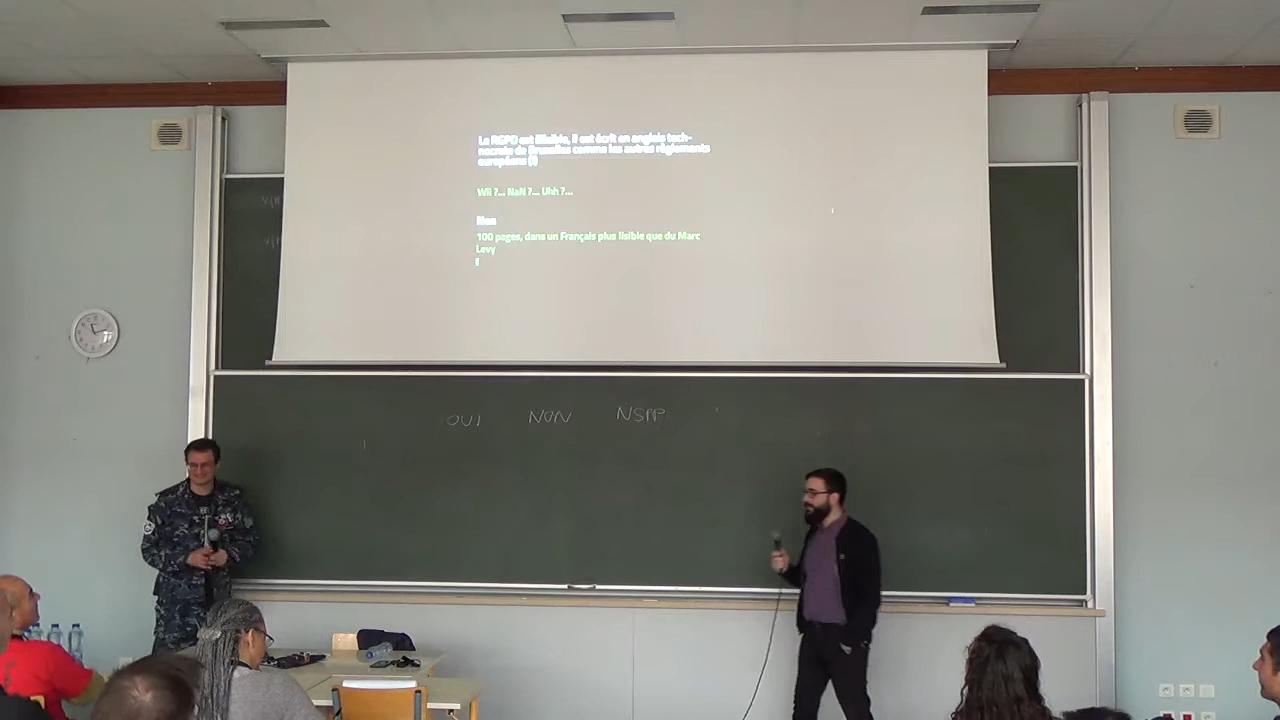 Le RGPD est illisible, il est écrit en anglais tech-
nocrate de Bruxelles comme les autres règlements
européens (!)
Wii ?... NaN ?... Uhh ?...
Non
100 pages, dans un Français plus lisible que du Marc
Levy
OUI NON NSPP